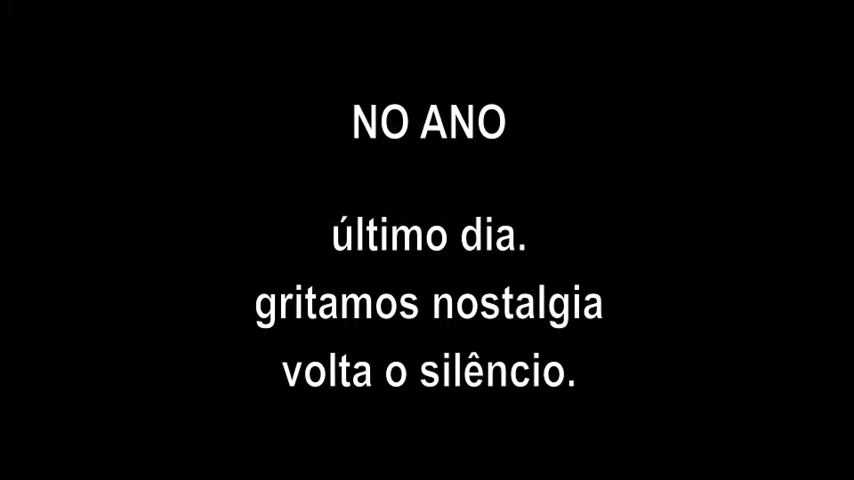 NO ANO
último dia.
gritamos nostalgia
volta o silêncio.